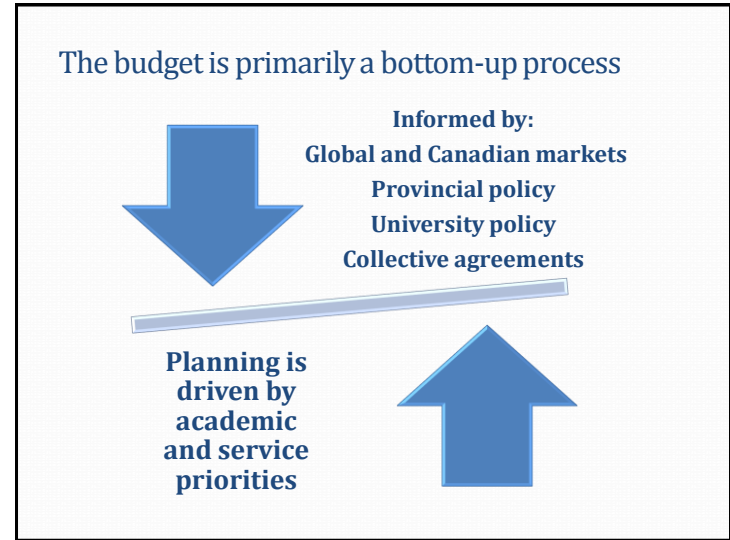 The budget is primarily a bottom-up process
Informed by:
Global and Canadian markets
Provincial policy
University policy
Collective agreements
Planning is
driven by
academic
and service
priorities